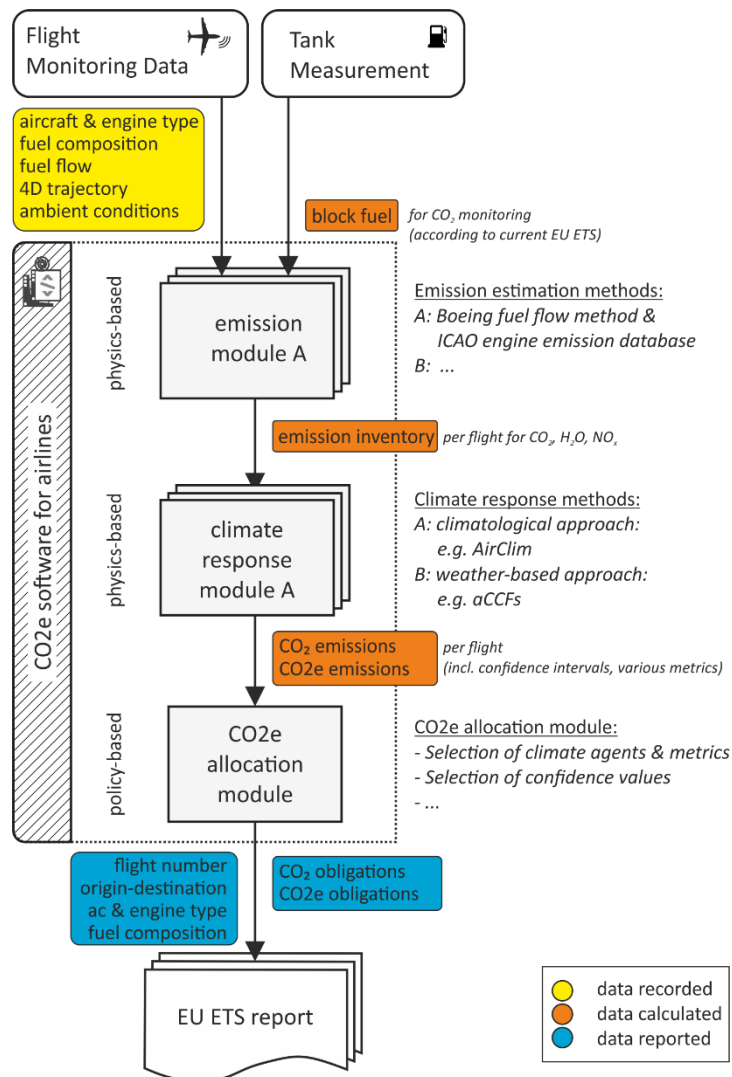 Flight
Monitoring Data
Tank
Measurement
aircraft & engine type
fuel composition
fuel flow
4D trajectory
ambient conditions
block fuel
for CO₂ monitoring
(according to current EU ETS)
</>
CO2e software for airlines
physics-based
emission
module A
Emission estimation methods:
A: Boeing fuel flow method &
ICAO engine emission database
B: ...
emission inventory
per flight for CO₂, H₂O, NOₓ
physics-based
climate
response
module A
Climate response methods:
A: climatological approach:
e.g. AirClim
B: weather-based approach:
e.g. aCCFs
CO₂ emissions
CO2e emissions
per flight
(incl. confidence intervals, various metrics)
policy-based
CO2e
allocation
module
CO2e allocation module:
- Selection of climate agents & metrics
- Selection of confidence values
- ...
flight number
origin-destination
ac & engine type
fuel composition
CO₂ obligations
CO2e obligations
EU ETS report
data recorded
data calculated
data reported